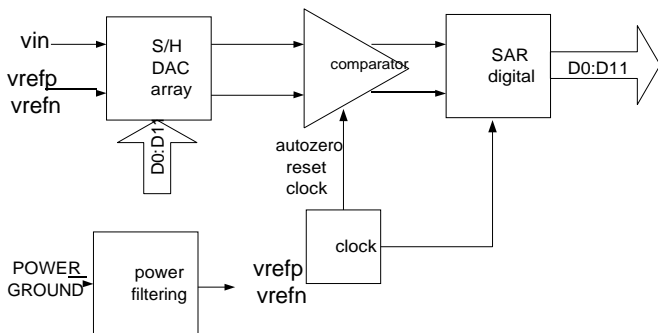 vin
vrefp
vrefn
S/H
DAC
array
comparator
SAR
digital
D0:D11
D0:D11
autozero
reset
clock
clock
POWER
GROUND
power
filtering
vrefp
vrefn